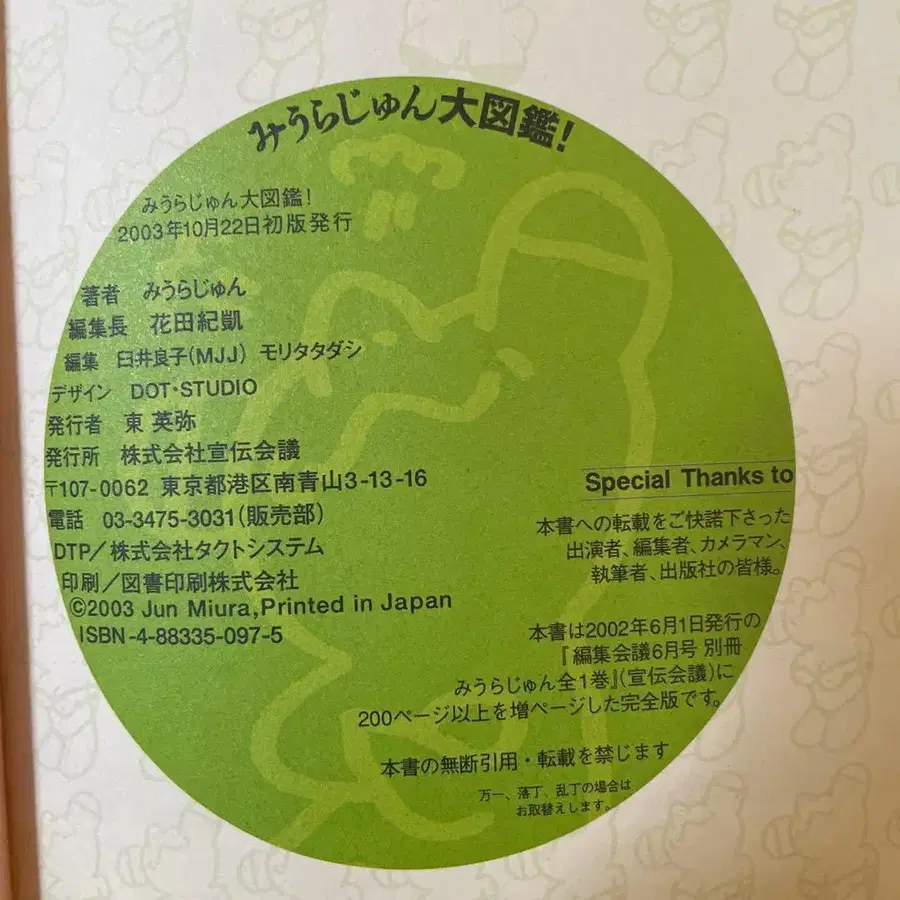 みうらじゅん大図鑑!
みうらじゅん大図鑑!
2003年10月22日初版発行
著者 みうらじゅん
編集長 花田紀凱
編集 臼井良子(MJJ) モリタタダシ
デザイン DOT・STUDIO
発行者 東 英弥
発行所 株式会社宣伝会議
〒107-0062 東京都港区南青山3-13-16
電話 03-3475-3031(販売部)
DTP/株式会社タクトシステム
印刷/図書印刷株式会社
©2003 Jun Miura,Printed in Japan
ISBN-4-88335-097-5
Special Thanks to
本書への転載をご快諾下さった
出演者、編集者、カメラマン、
執筆者、出版社の皆様。
本書は2002年6月1日発行の
『編集会議6月号 別冊
みうらじゅん全1巻』(宣伝会議)に
200ページ以上を増ページした完全版です。
本書の無断引用・転載を禁じます
万一、落丁、乱丁の場合は
お取替えします。